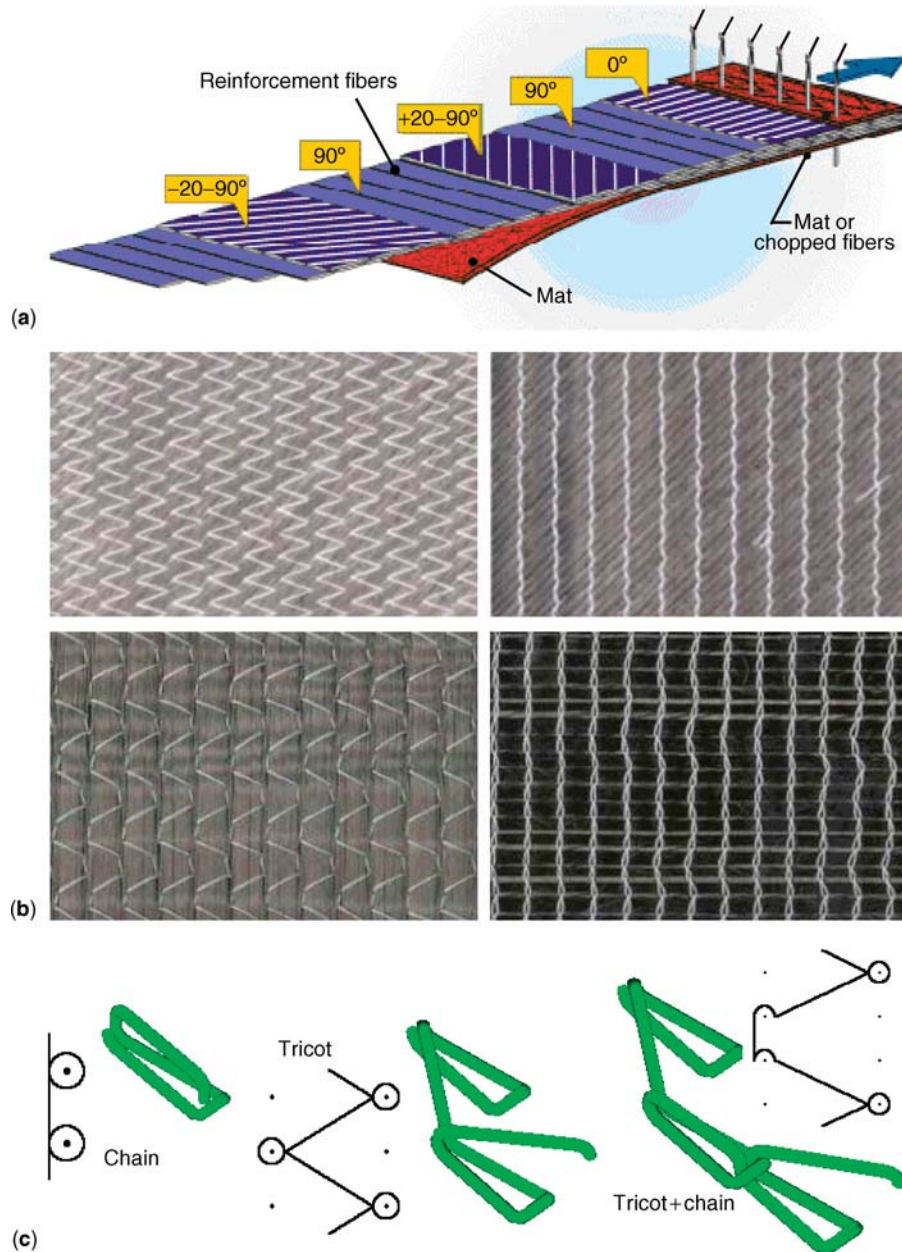 0°
90°
Reinforcement fibers
+20–90°
90°
−20–90°
Mat or
chopped fibers
Mat
(a)
(b)
Tricot
Chain
Tricot+chain
(c)